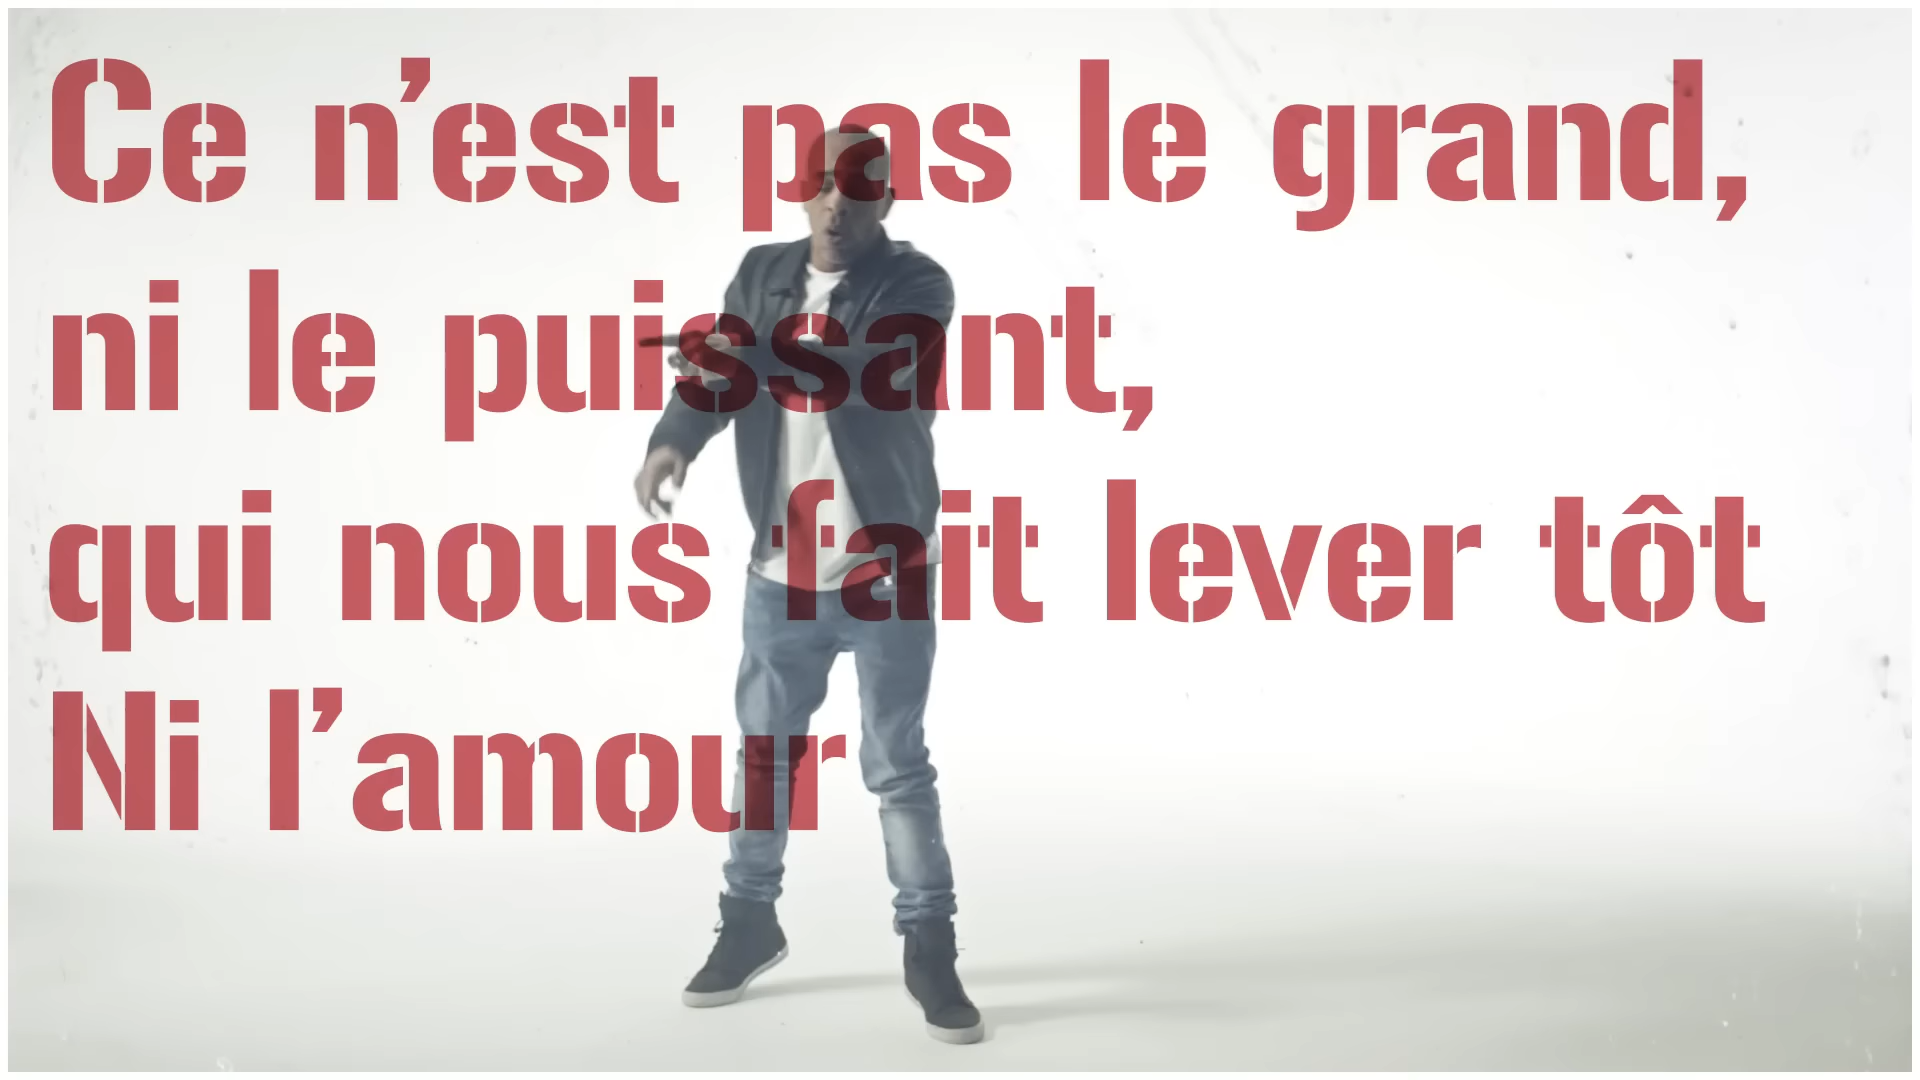 Ce n’est pas le grand,
ni le puissant,
qui nous fait lever tôt
Ni l’amour